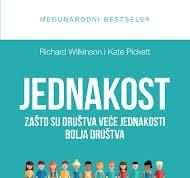 MEĐUNARODNI BESTSELER
Richard Wilkinson i Kate Pickett
JEDNAKOST
ZAŠTO SU DRUŠTVA VEĆE JEDNAKOSTI
BOLJA DRUŠTVA